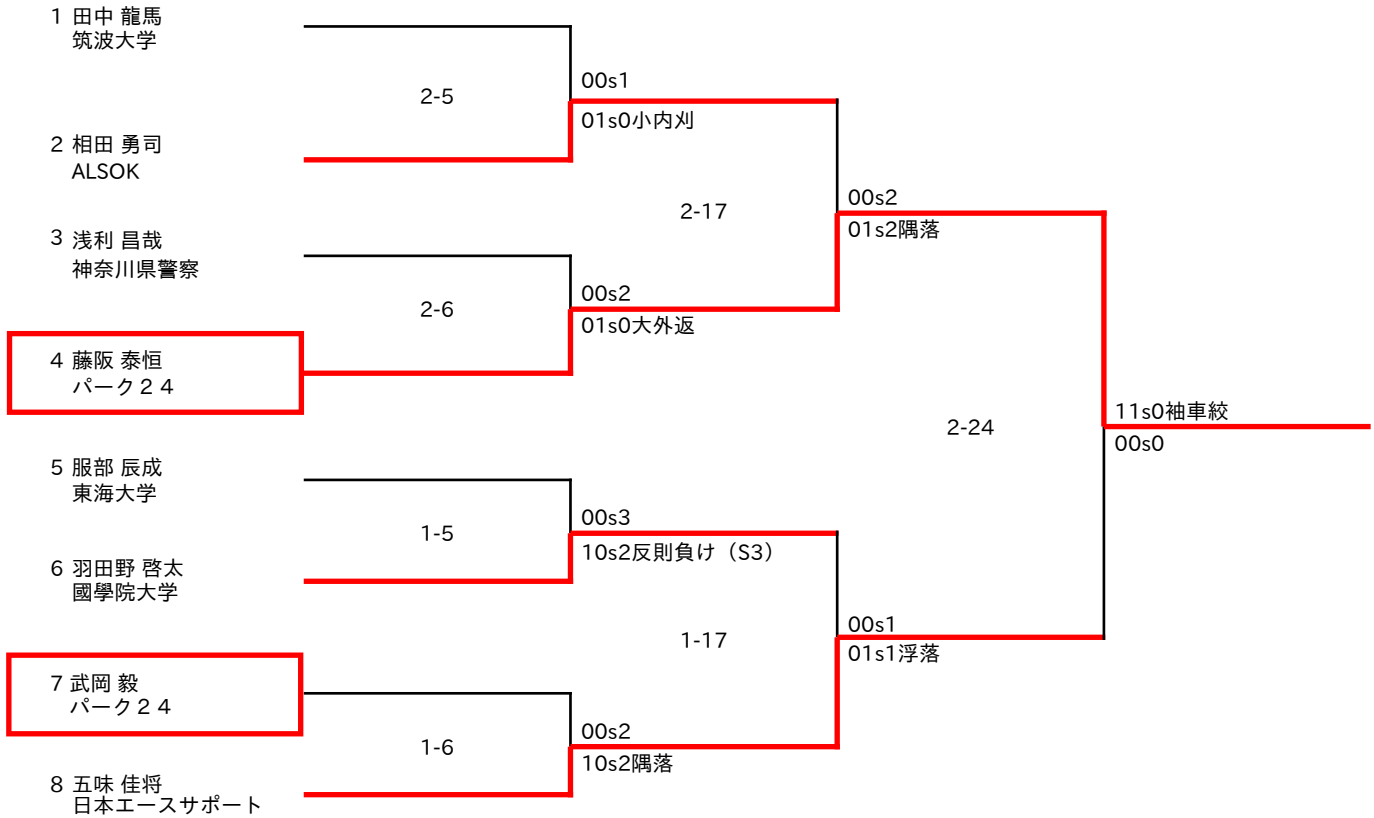 1 田中 龍馬
筑波大学
2-5
00s1
01s0小内刈
2 相田 勇司
ALSOK
2-17
00s2
01s2隅落
3 浅利 昌哉
神奈川県警察
2-6
00s2
01s0大外返
4 藤阪 泰恒
パーク２４
2-24
11s0袖車絞
00s0
5 服部 辰成
東海大学
1-5
00s3
10s2反則負け（S3）
6 羽田野 啓太
國學院大学
1-17
00s1
01s1浮落
7 武岡 毅
パーク２４
1-6
00s2
10s2隅落
8 五味 佳将
日本エースサポート